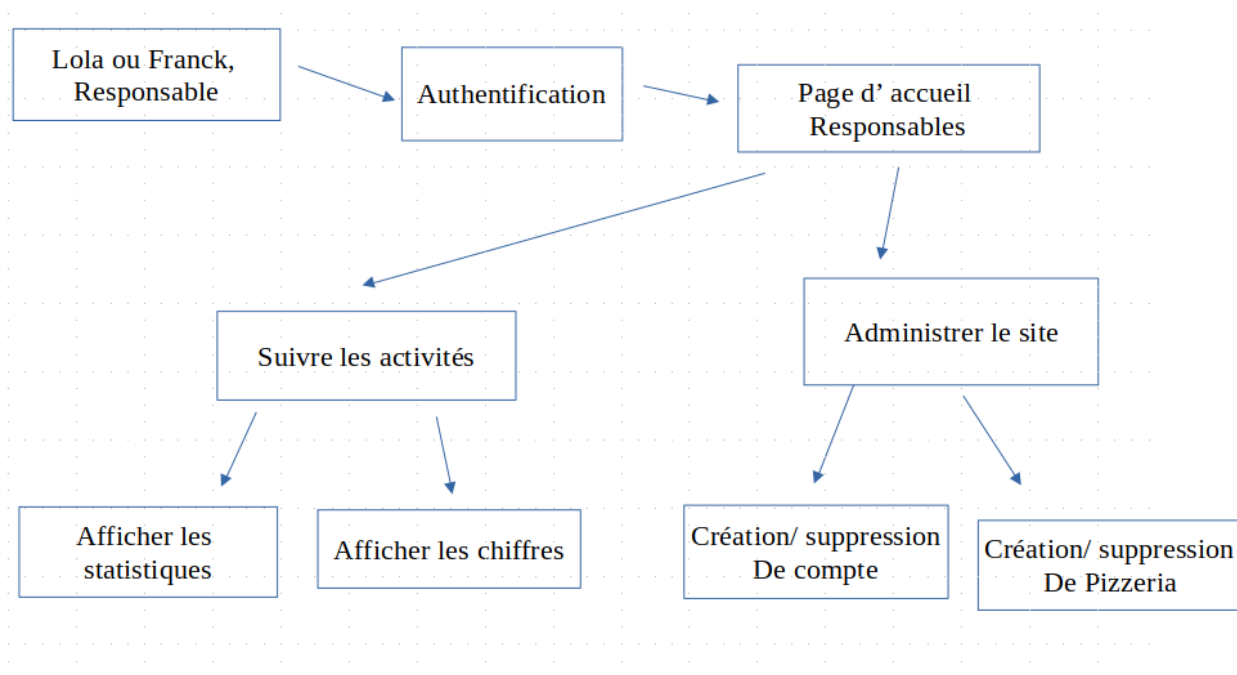 Lola ou Franck,
Responsable
Authentification
Page d’ accueil
Responsables
Suivre les activités
Administrer le site
Afficher les
statistiques
Afficher les chiffres
Création/ suppression
De compte
Création/ suppression
De Pizzeria